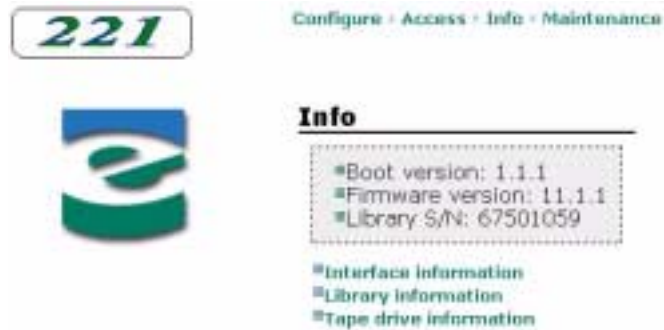 221
Configure · Access · Info · Maintenance
Info
Boot version: 1.1.1
Firmware version: 11.1.1
Library S/N: 67501059
Interface information
Library information
Tape drive information